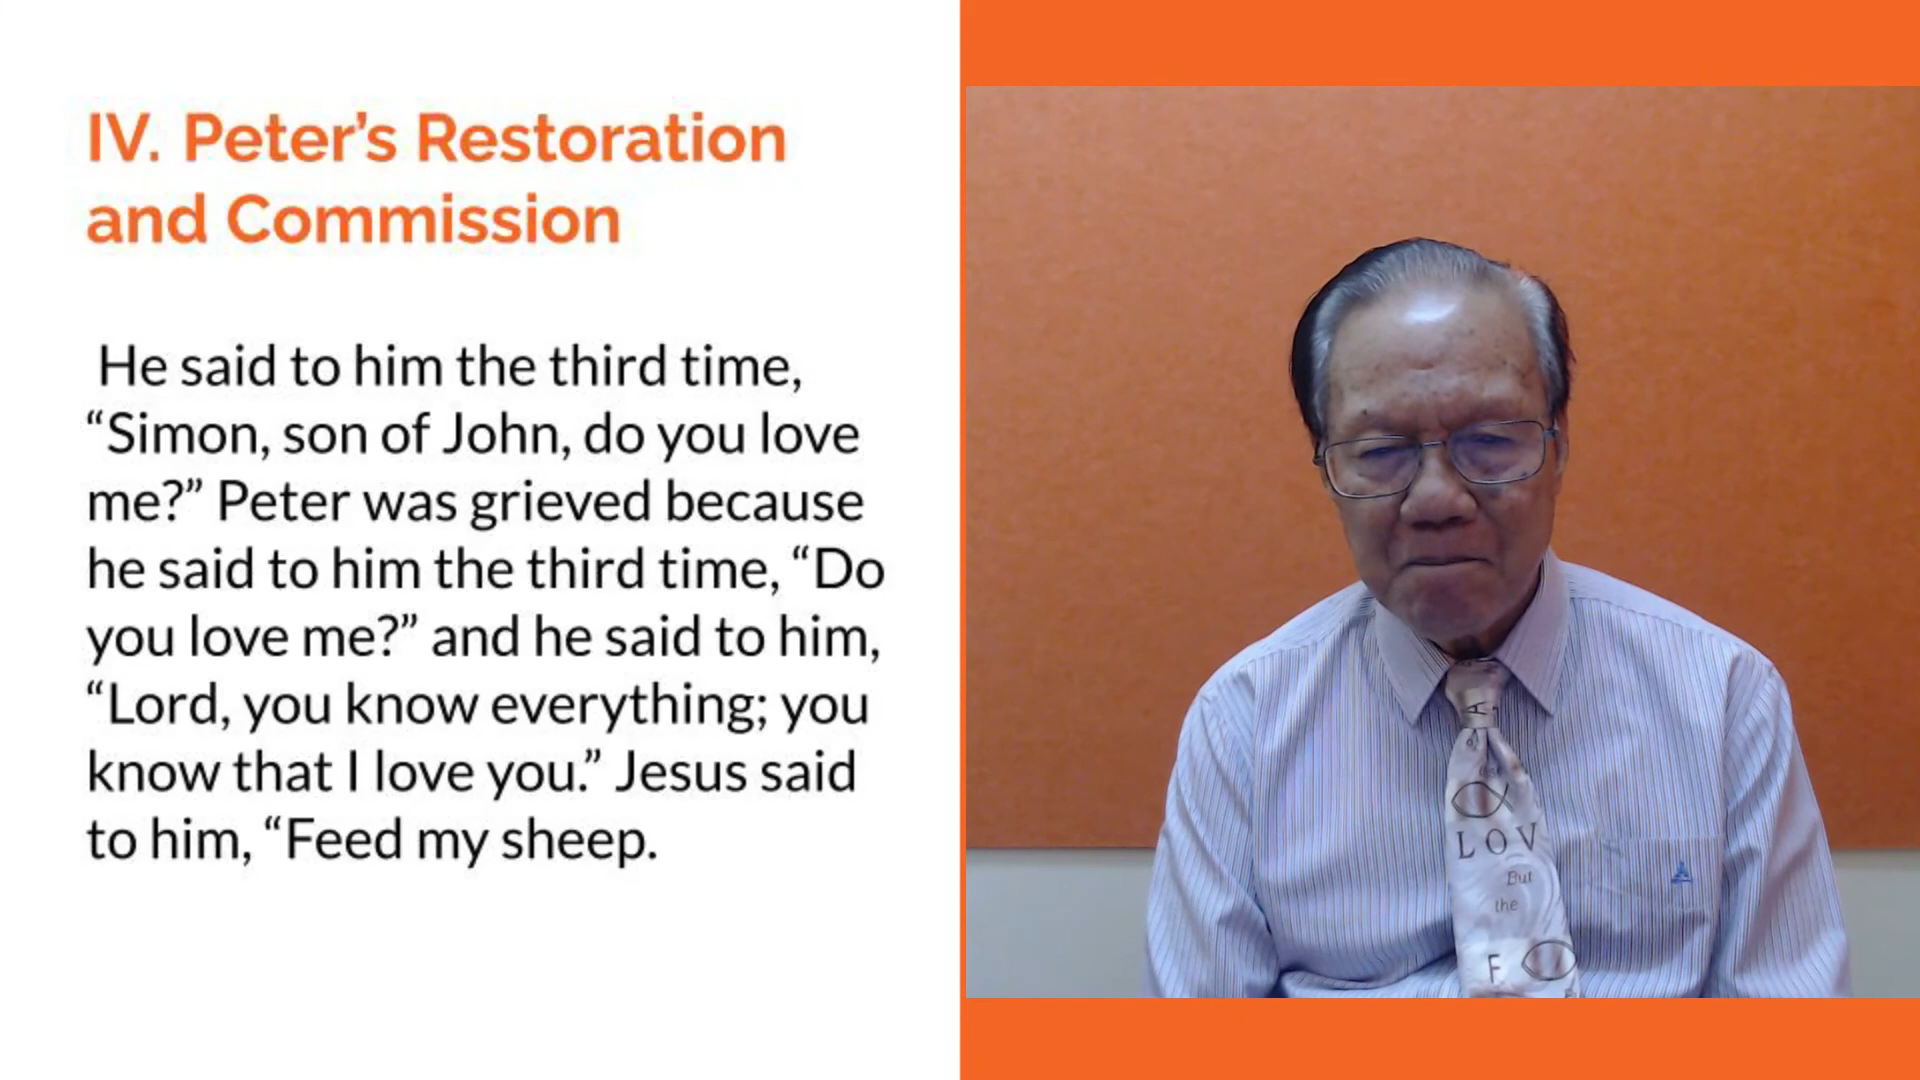 IV. Peter’s Restoration
and Commission
He said to him the third time,
“Simon, son of John, do you love
me?” Peter was grieved because
he said to him the third time, “Do
you love me?” and he said to him,
“Lord, you know everything; you
know that I love you.” Jesus said
to him, “Feed my sheep.
LOV
But
the
F